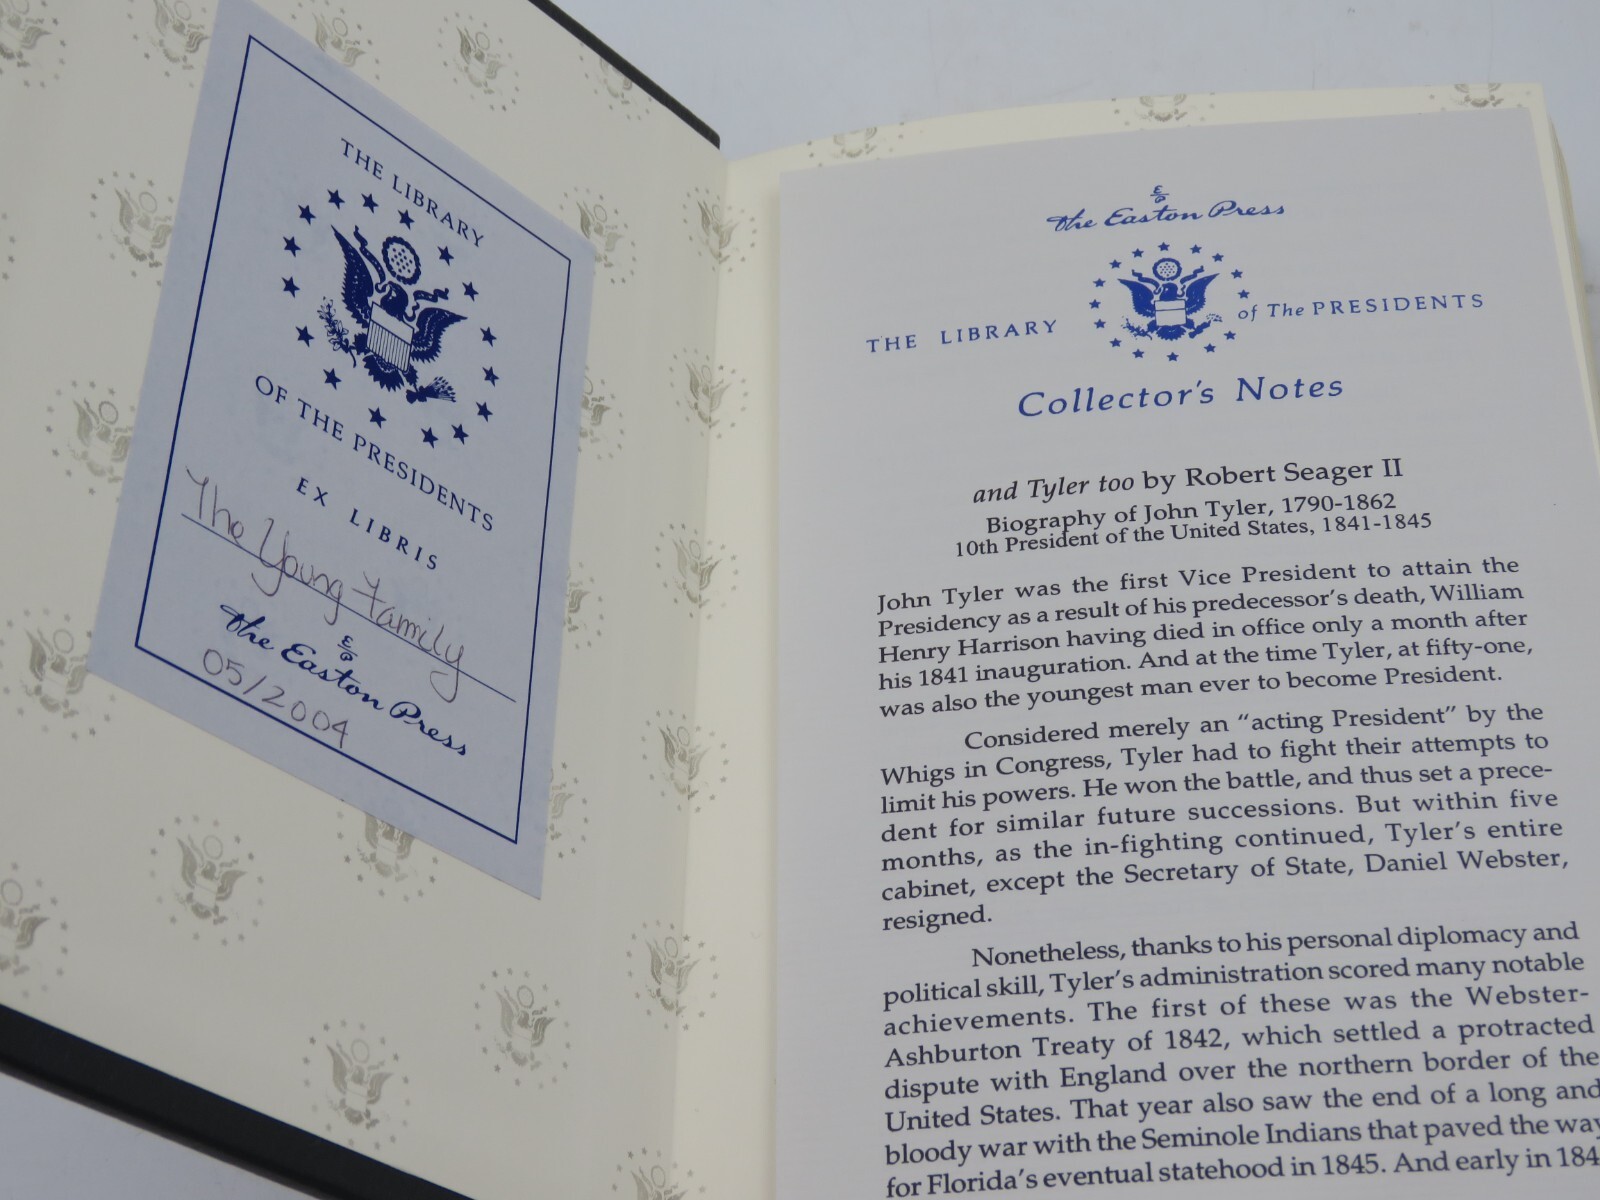 THE LIBRARY
OF THE PRESIDENTS
EX LIBRIS
The Young Family
The Easton Press
05/2004
The Easton Press
THE LIBRARY of The PRESIDENTS
Collector's Notes
and Tyler too by Robert Seager II
Biography of John Tyler, 1790-1862
10th President of the United States, 1841-1845
John Tyler was the first Vice President to attain the
Presidency as a result of his predecessor's death, William
Henry Harrison having died in office only a month after
his 1841 inauguration. And at the time Tyler, at fifty-one,
was also the youngest man ever to become President.
Considered merely an "acting President" by the
Whigs in Congress, Tyler had to fight their attempts to
limit his powers. He won the battle, and thus set a prece-
dent for similar future successions. But within five
months, as the in-fighting continued, Tyler's entire
cabinet, except the Secretary of State, Daniel Webster,
resigned.
Nonetheless, thanks to his personal diplomacy and
political skill, Tyler's administration scored many notable
achievements. The first of these was the Webster-
Ashburton Treaty of 1842, which settled a protracted
dispute with England over the northern border of the
United States. That year also saw the end of a long and
bloody war with the Seminole Indians that paved the way
for Florida's eventual statehood in 1845. And early in 184